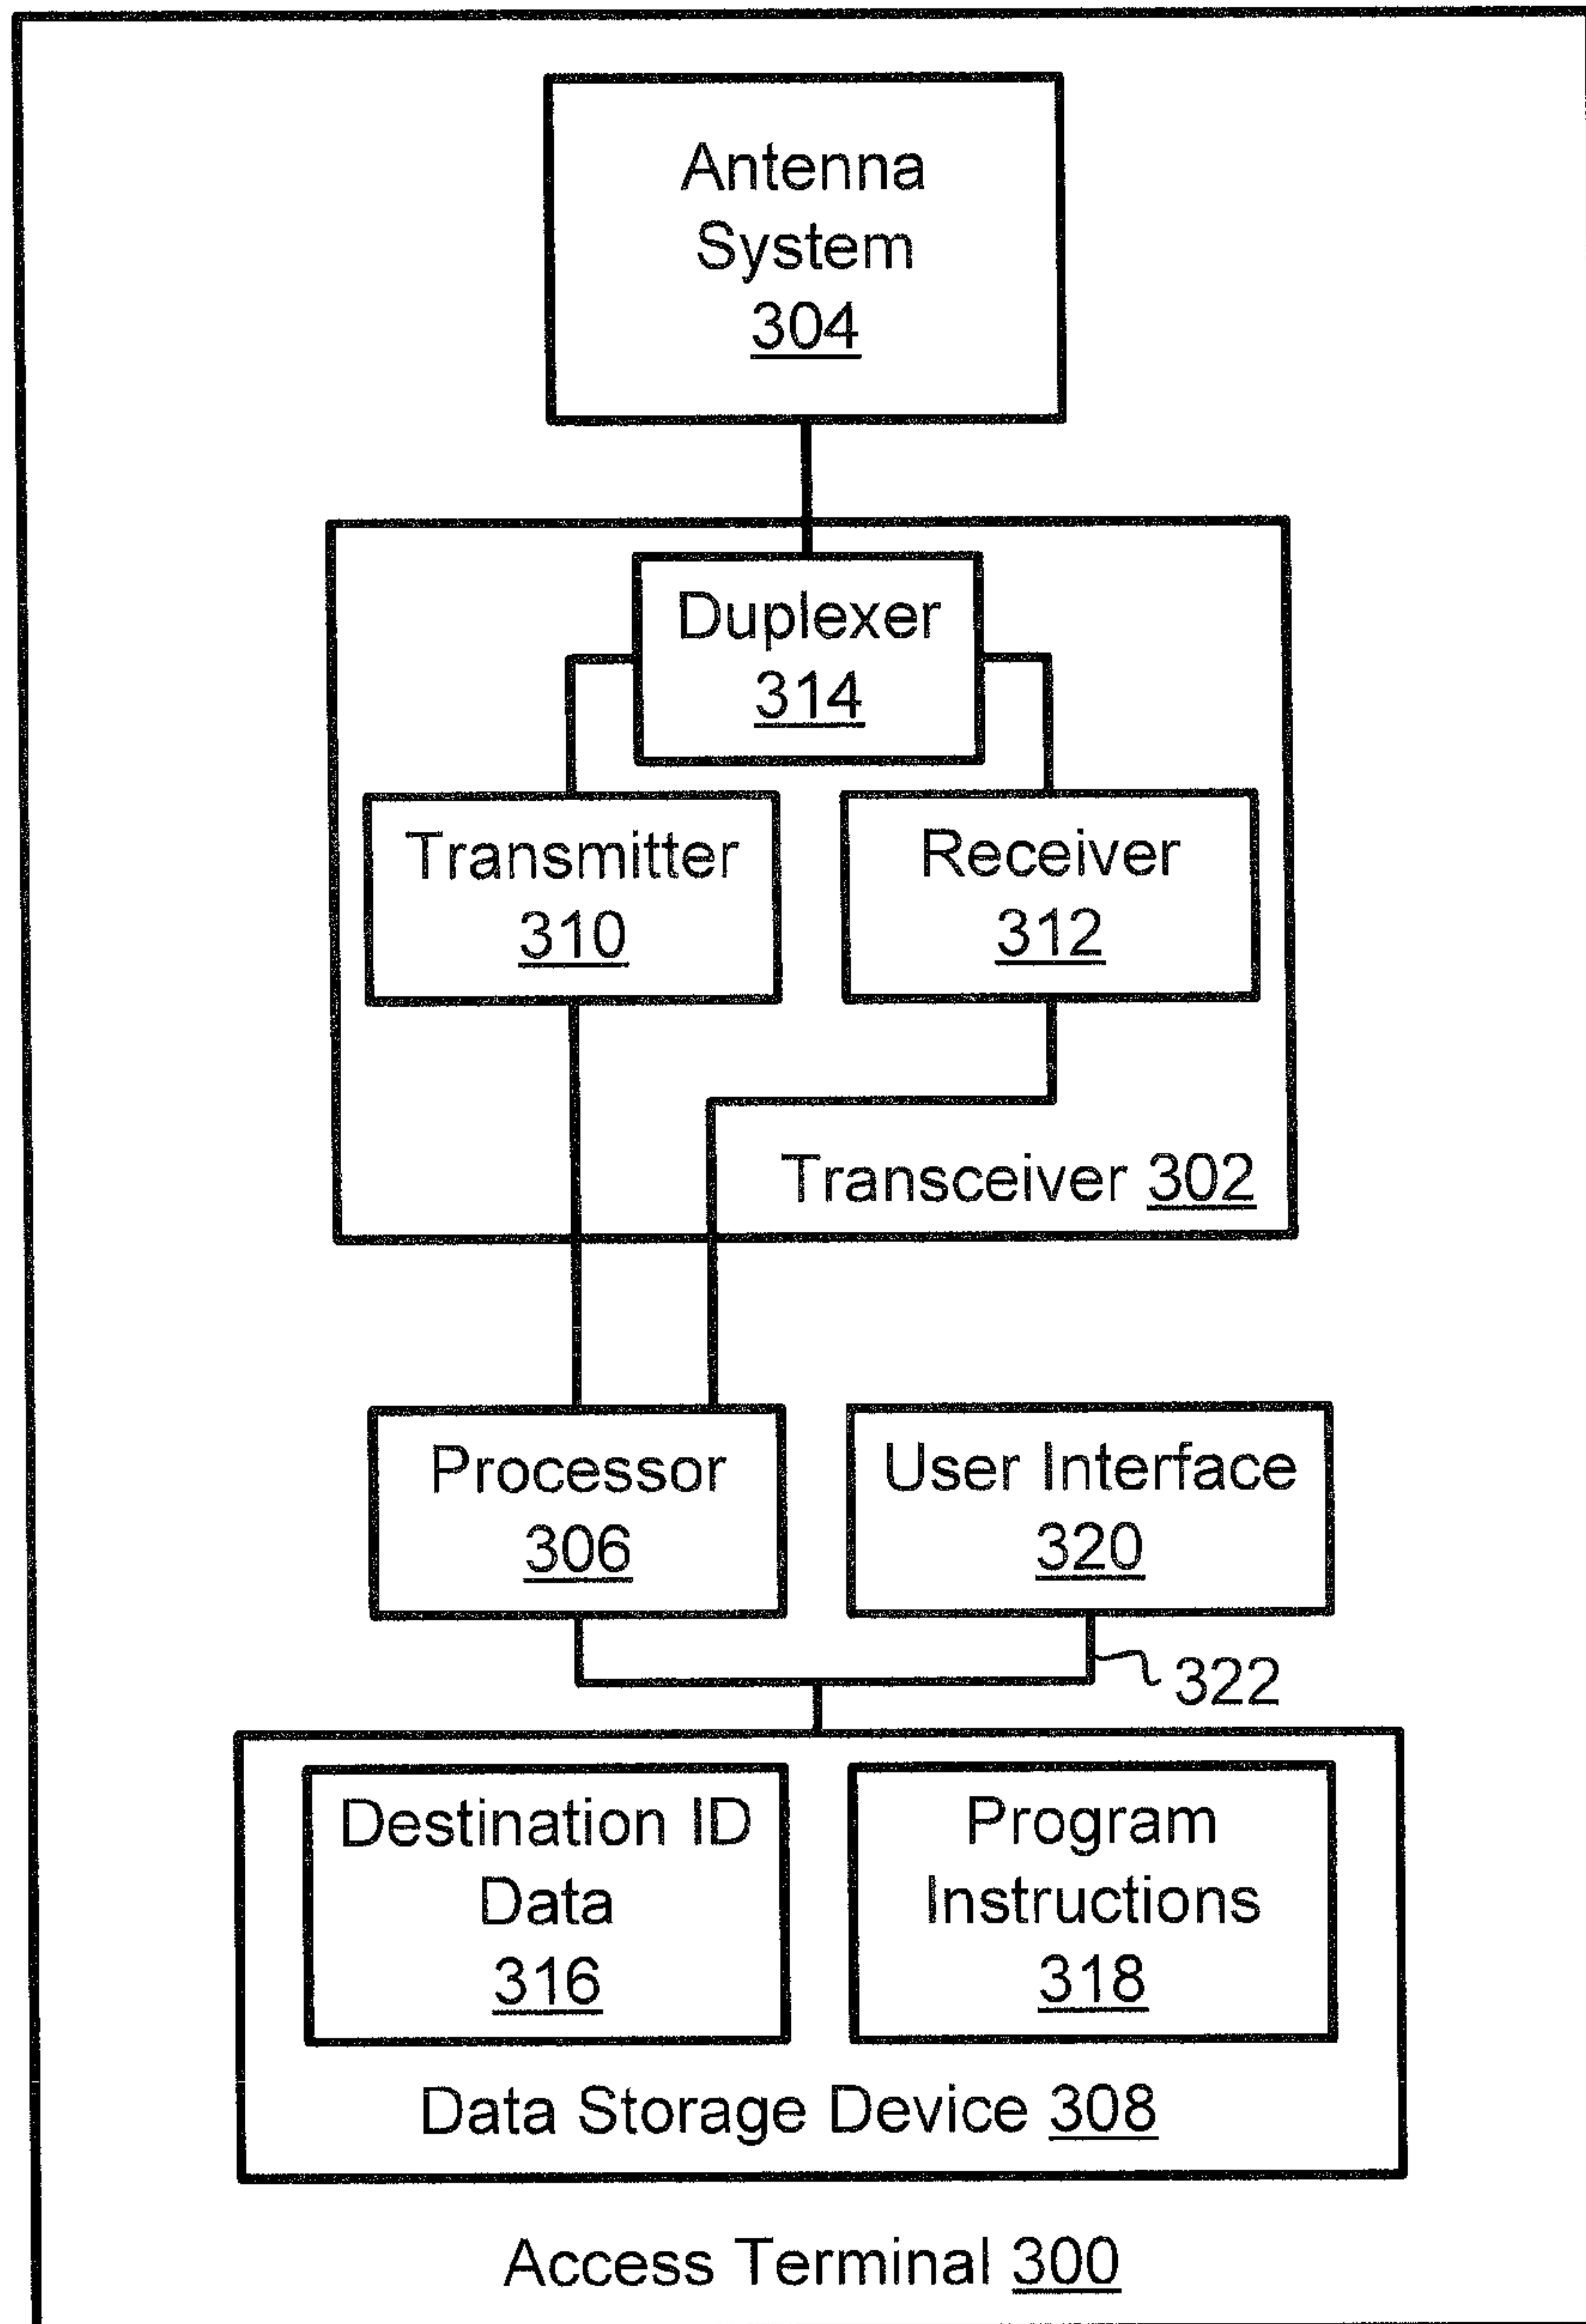 Antenna
System
304
Duplexer
314
Transmitter
310
Receiver
312
Transceiver 302
Processor
306
User Interface
320
322
Destination ID
Data
316
Program
Instructions
318
Data Storage Device 308
Access Terminal 300